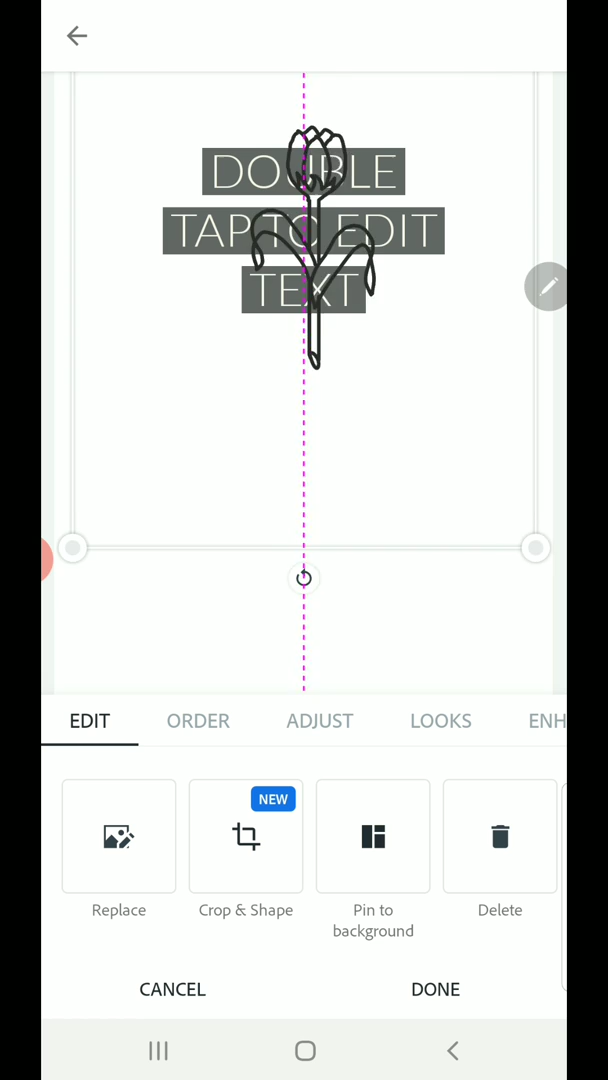 DOUBLE
TAP TO EDIT
TEXT
EDIT ORDER ADJUST LOOKS ENH
NEW
Replace Crop & Shape Pin to background Delete
CANCEL DONE